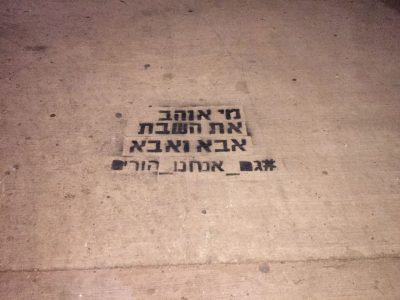 מי אוהב
את השבת
אבא ואבא
#גם_אנחנו_הורים